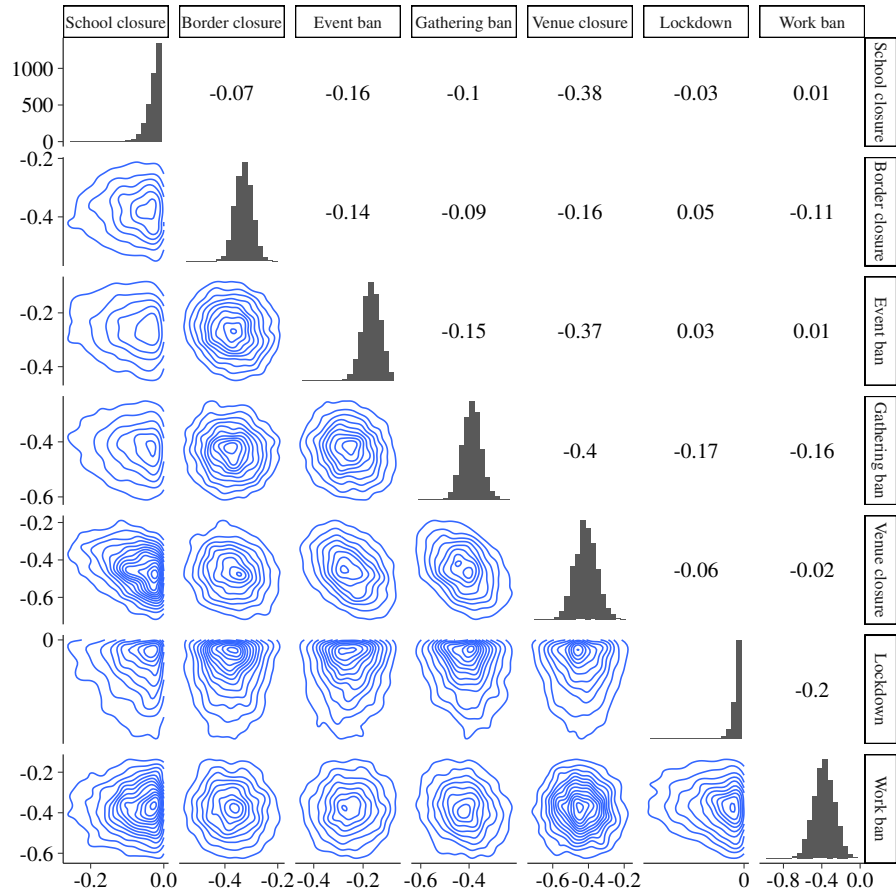 School closure Border closure Event ban Gathering ban Venue closure Lockdown Work ban
1000
500
0
-0.07 -0.16 -0.1 -0.38 -0.03 0.01
School closure
-0.2
-0.4
-0.14 -0.09 -0.16 0.05 -0.11
Border closure
-0.2
-0.4
-0.15 -0.37 0.03 0.01
Event ban
-0.4
-0.6
-0.4 -0.17 -0.16
Gathering ban
-0.2
-0.4
-0.6
-0.06 -0.02
Venue closure
0
-0.2
Lockdown
-0.2
-0.4
-0.6
Work ban
-0.2 0.0 -0.4 -0.2 -0.4 -0.2 -0.6 -0.4 -0.6 -0.4 -0.2 0 -0.8 -0.4 0.0